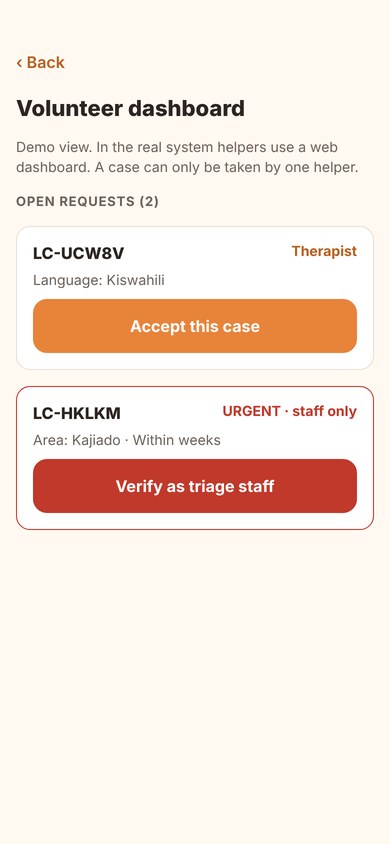 ‹ Back
Volunteer dashboard
Demo view. In the real system helpers use a web
dashboard. A case can only be taken by one helper.
OPEN REQUESTS (2)
LC-UCW8V
Therapist
Language: Kiswahili
Accept this case
LC-HKLKM
URGENT · staff only
Area: Kajiado · Within weeks
Verify as triage staff